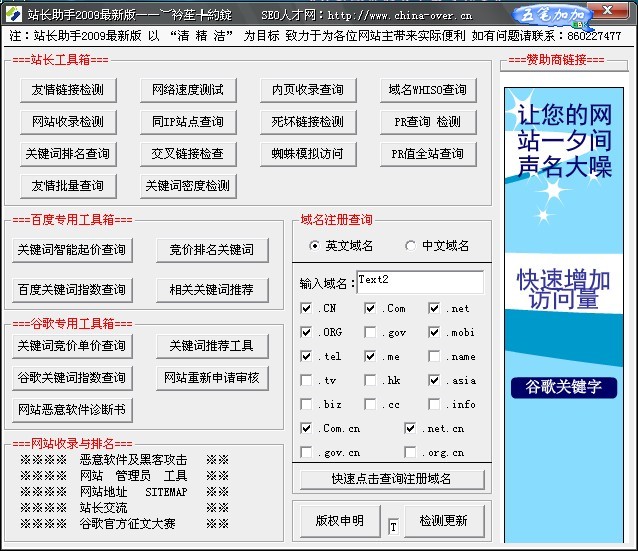 站长助手2009最新版 SEO人才网:http://www.china-over.cn 五笔加加
注:站长助手2009最新版 以 “清 精 洁” 为目标 致力于为各位网站主带来实际便利 如有问题请联系:860227477
===站长工具箱===
友情链接检测 网络速度测试 内页收录查询 域名WHISO查询
网站收录检测 同IP站点查询 死坏链接检测 PR查询 检测
关键词排名查询 交叉链接检查 蜘蛛模拟访问 PR值全站查询
友情批量查询 关键词密度检测
===百度专用工具箱===
关键词智能起价查询 竞价排名关键词
百度关键词指数查询 相关关键词推荐
===谷歌专用工具箱===
关键词竞价单价查询 关键词推荐工具
谷歌关键词指数查询 网站重新申请审核
网站恶意软件诊断书
===网站收录与排名===
※※※※ 恶意软件及黑客攻击 ※※
※※※※ 网站 管理员 工具 ※※
※※※※ 网站地址 SITEMAP ※※
※※※※ 站长交流 ※※
※※※※ 谷歌官方征文大赛 ※※
域名注册查询
英文域名 中文域名
输入域名: Text2
.CN .Com .net
.ORG .gov .mobi
.tel .me .name
.tv .hk .asia
.biz .cc .info
.Com.cn .net.cn
.gov.cn .org.cn
快速点击查询注册域名
版权申明 T 检测更新
===赞助商链接===
让您的网
站一夕间
声名大噪
快速增加
访问量
谷歌关键字